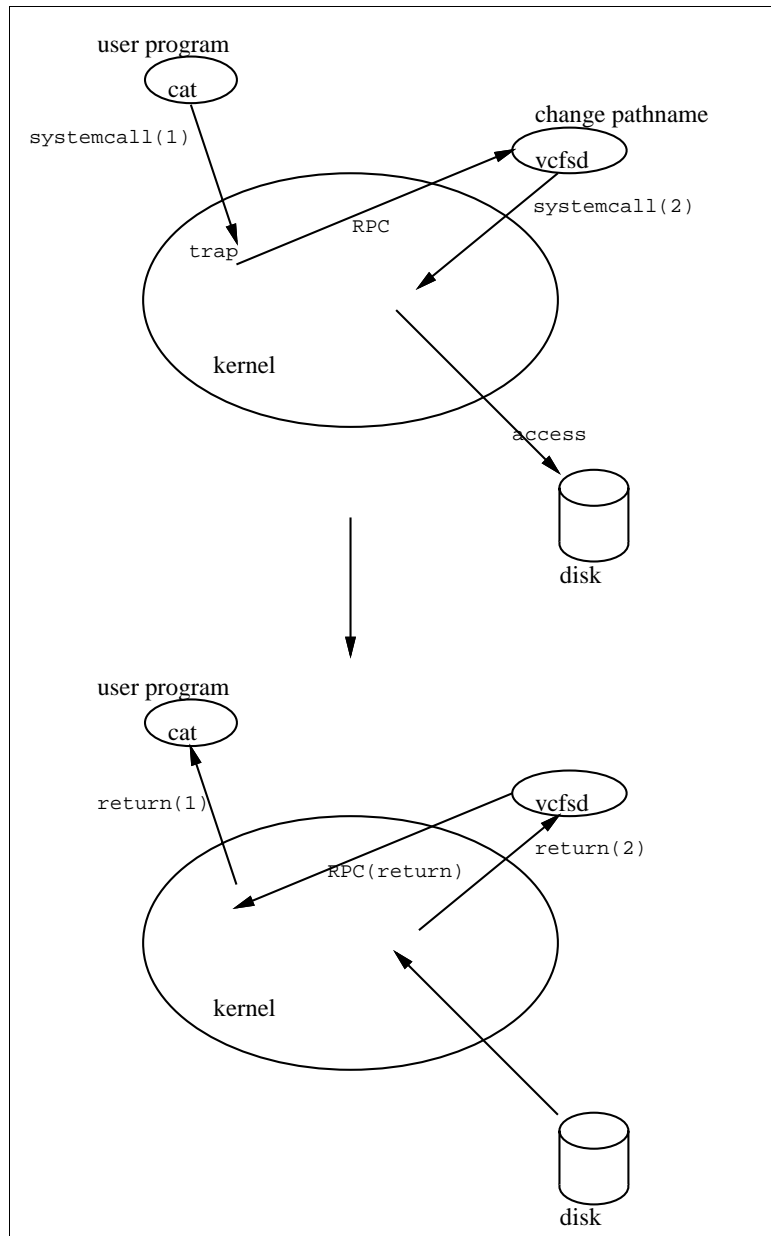 user program
cat
systemcall(1)
change pathname
vcfsd
systemcall(2)
RPC
trap
kernel
access
disk
user program
cat
return(1)
vcfsd
return(2)
RPC(return)
kernel
disk